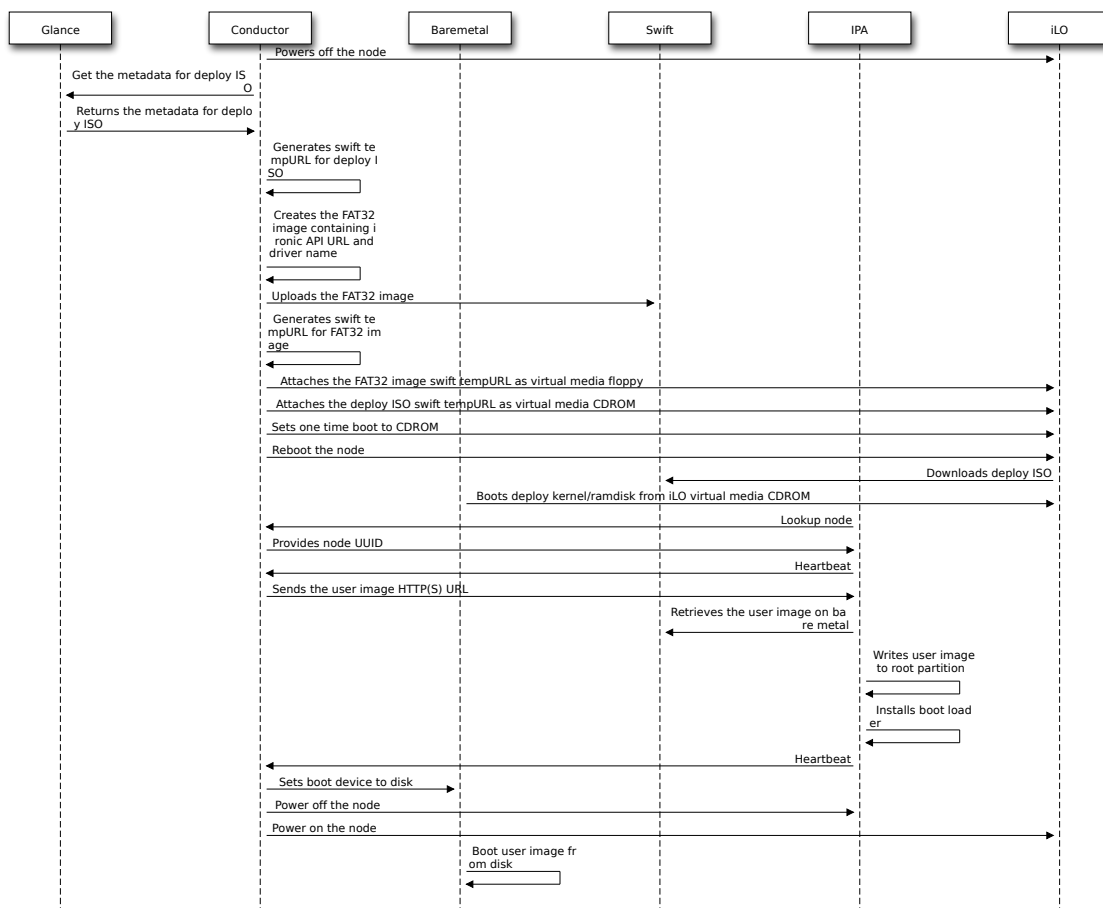 Glance
Conductor
Baremetal
Swift
IPA
iLO
Powers off the node
Get the metadata for deploy IS
O
Returns the metadata for deplo
y ISO
Generates swift te
mpURL for deploy I
SO
Creates the FAT32
image containing i
ronic API URL and
driver name
Uploads the FAT32 image
Generates swift te
mpURL for FAT32 im
age
Attaches the FAT32 image swift tempURL as virtual media floppy
Attaches the deploy ISO swift tempURL as virtual media CDROM
Sets one time boot to CDROM
Reboot the node
Downloads deploy ISO
Boots deploy kernel/ramdisk from iLO virtual media CDROM
Lookup node
Provides node UUID
Heartbeat
Sends the user image HTTP(S) URL
Retrieves the user image on ba
re metal
Writes user image
to root partition
Installs boot load
er
Heartbeat
Sets boot device to disk
Power off the node
Power on the node
Boot user image fr
om disk